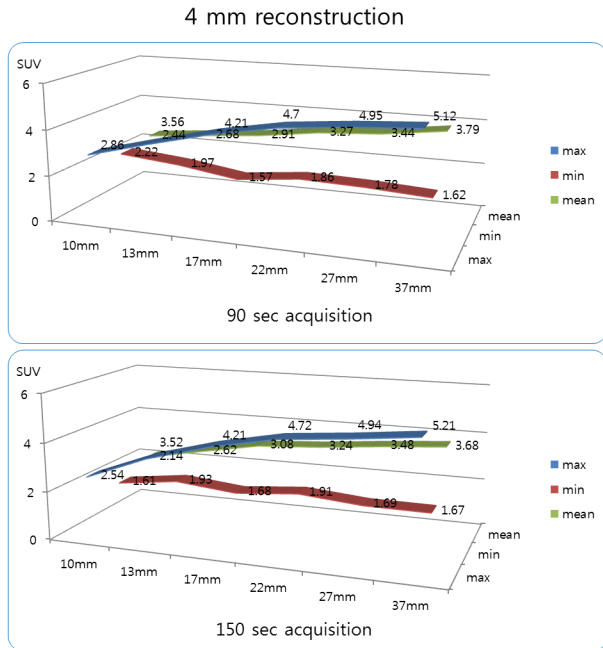 4 mm reconstruction
SUV
6
4
2
0
2.86
3.56
4.21
4.7
4.95
5.12
2.44
2.68
2.91
3.27
3.44
3.79
2.22
1.97
1.57
1.86
1.78
1.62
10mm
13mm
17mm
22mm
27mm
37mm
mean
min
max
max
min
mean
90 sec acquisition
SUV
6
4
2
0
2.54
3.52
4.21
4.72
4.94
5.21
2.14
2.62
3.08
3.24
3.48
3.68
1.61
1.93
1.68
1.91
1.69
1.67
10mm
13mm
17mm
22mm
27mm
37mm
mean
min
max
max
min
mean
150 sec acquisition